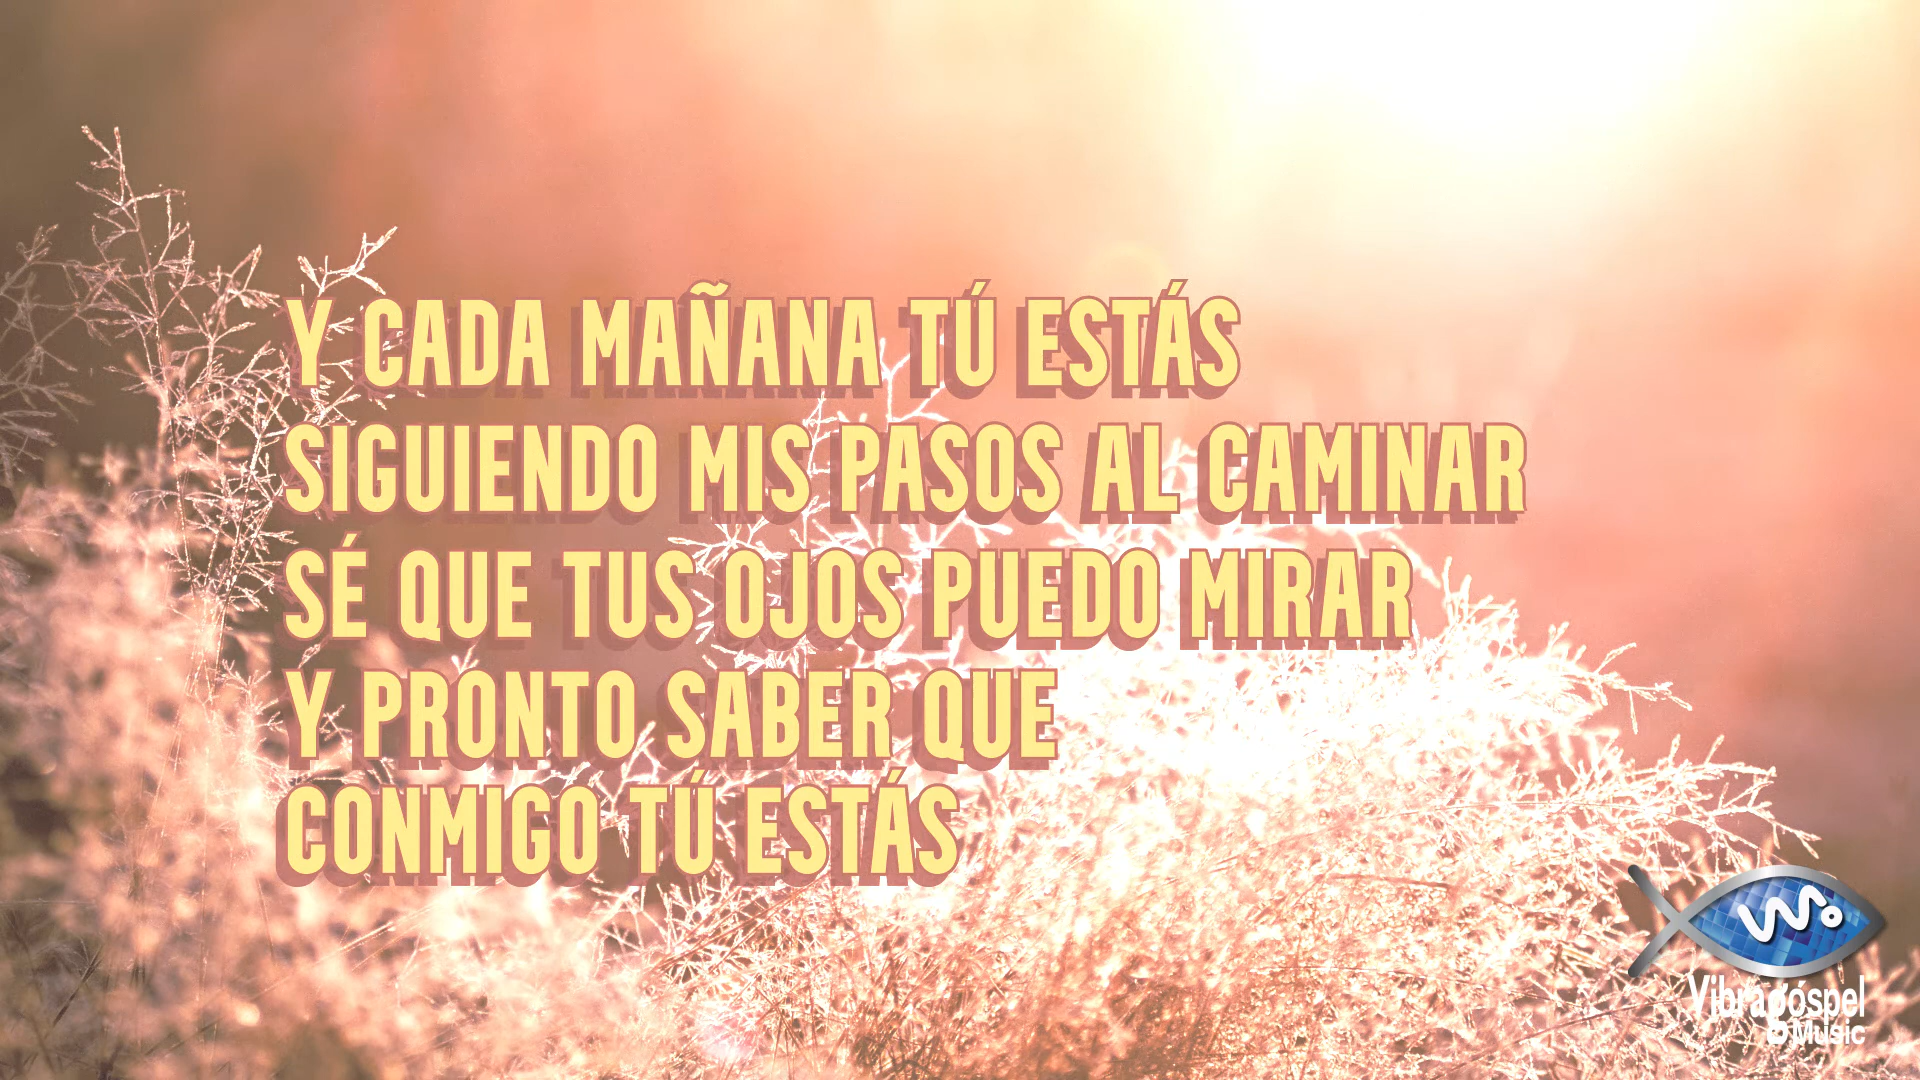 Y CADA MAÑANA TÚ ESTÁS
SIGUIENDO MIS PASOS AL CAMINAR
SÉ QUE TUS OJOS PUEDO MIRAR
Y PRONTO SABER QUE
CONMIGO TÚ ESTÁS
Vibragospel
Music